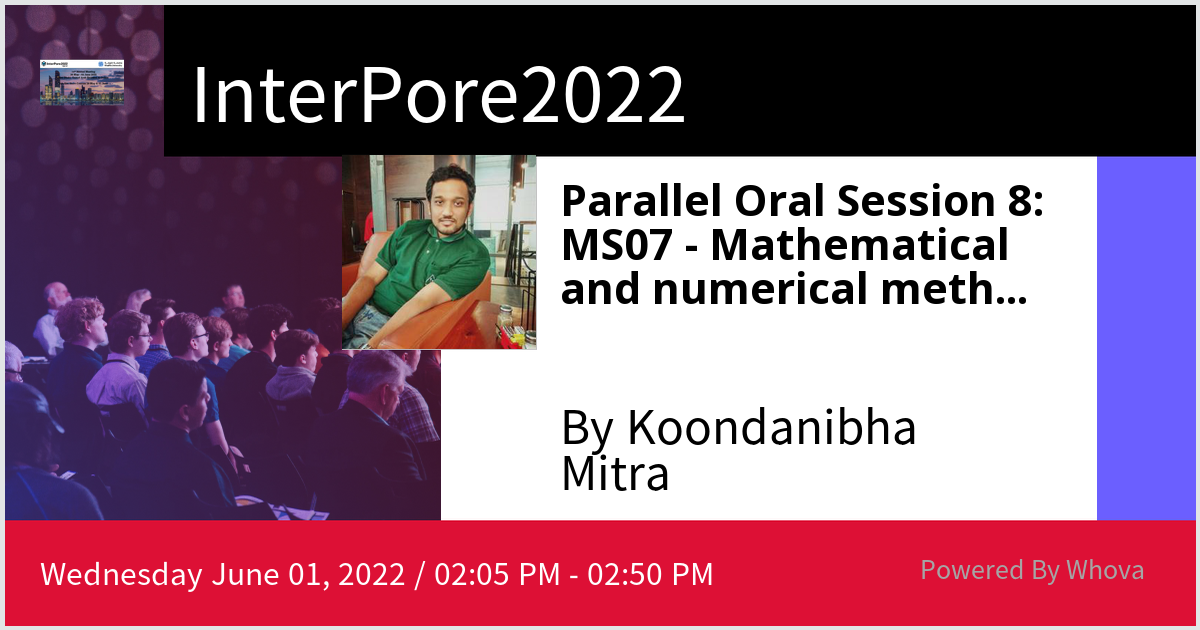 InterPore2022
Parallel Oral Session 8:
MS07 - Mathematical
and numerical meth...
By Koondanibha
Mitra
Wednesday June 01, 2022 / 02:05 PM - 02:50 PM
Powered By Whova